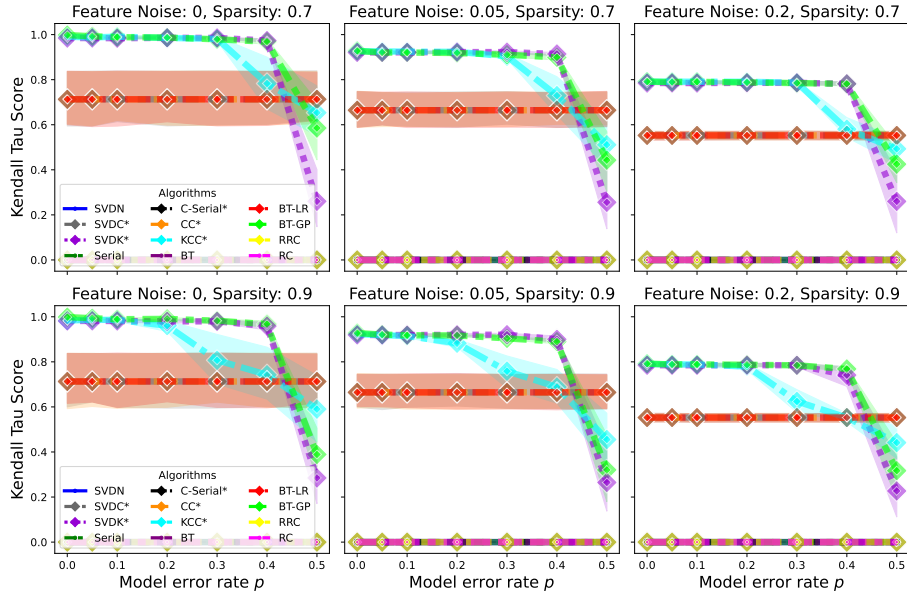 Feature Noise: 0, Sparsity: 0.7
Feature Noise: 0.05, Sparsity: 0.7
Feature Noise: 0.2, Sparsity: 0.7
Kendall Tau Score
1.0
0.8
0.6
0.4
0.2
0.0
Algorithms
SVDN
C-Serial*
BT-LR
SVDC*
CC*
BT-GP
SVDK*
KCC*
RRC
Serial
BT
RC
Feature Noise: 0, Sparsity: 0.9
Feature Noise: 0.05, Sparsity: 0.9
Feature Noise: 0.2, Sparsity: 0.9
Kendall Tau Score
1.0
0.8
0.6
0.4
0.2
0.0
Algorithms
SVDN
C-Serial*
BT-LR
SVDC*
CC*
BT-GP
SVDK*
KCC*
RRC
Serial
BT
RC
0.0 0.1 0.2 0.3 0.4 0.5
0.0 0.1 0.2 0.3 0.4 0.5
0.0 0.1 0.2 0.3 0.4 0.5
Model error rate p
Model error rate p
Model error rate p